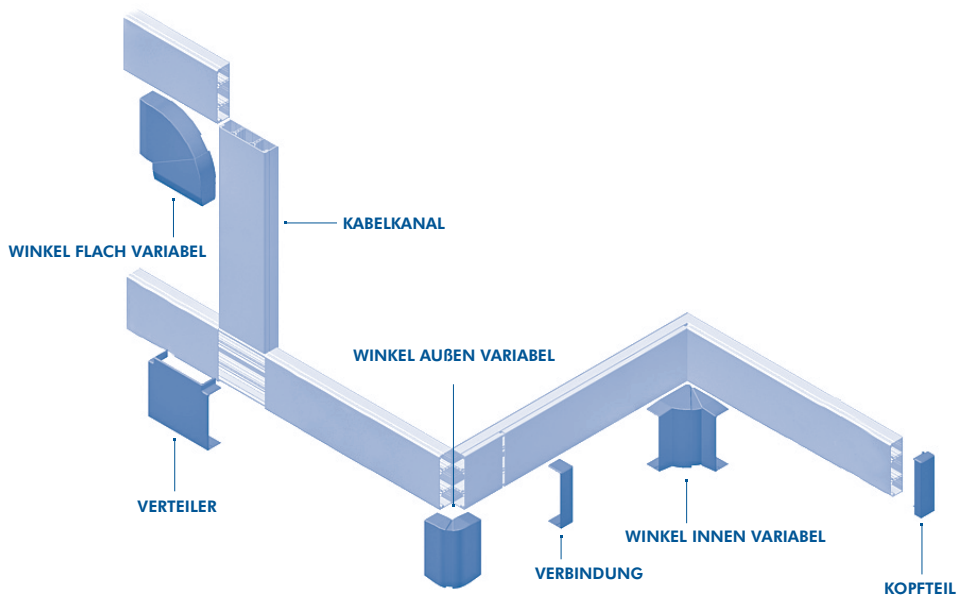 KABELKANAL
WINKEL FLACH VARIABEL
WINKEL AUßEN VARIABEL
VERTEILER
WINKEL INNEN VARIABEL
VERBINDUNG
KOPFTEIL